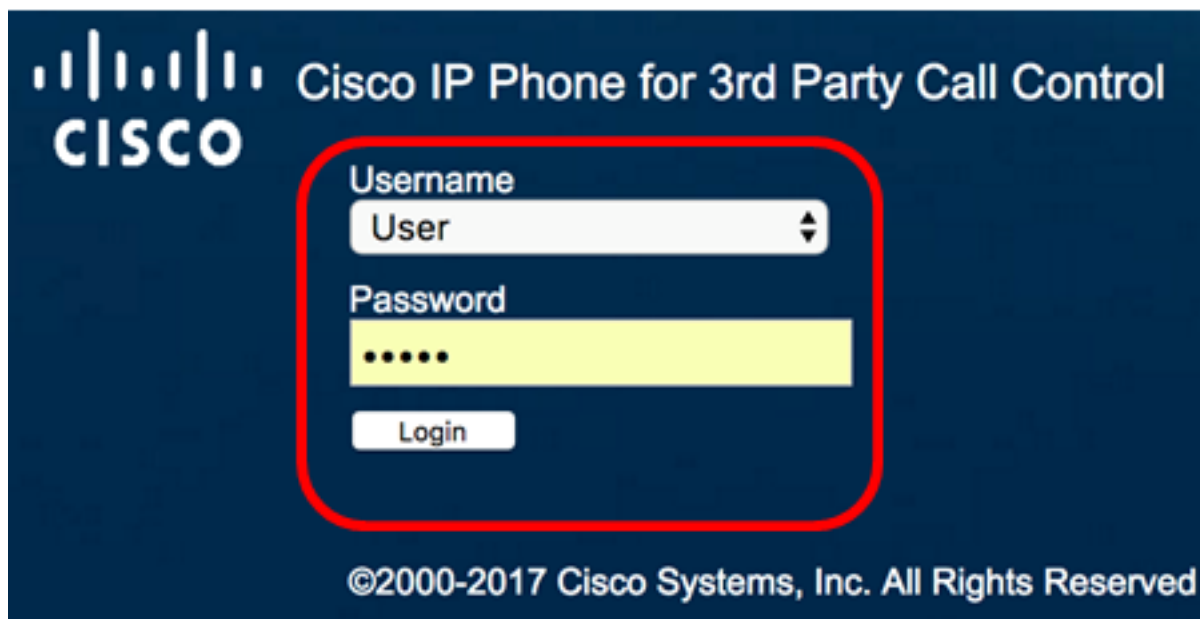 CISCO
Cisco IP Phone for 3rd Party Call Control
Username
User
Password
•••••
Login
©2000-2017 Cisco Systems, Inc. All Rights Reserved